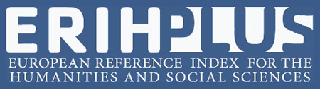 ERIHPLUS
EUROPEAN REFERENCE INDEX FOR THE
HUMANITIES AND SOCIAL SCIENCES